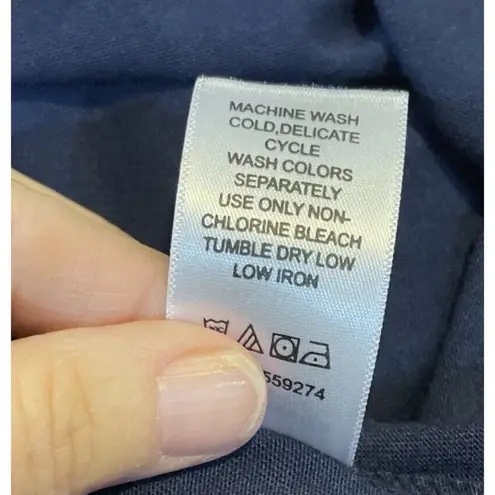 MACHINE WASH
COLD,DELICATE
CYCLE
WASH COLORS
SEPARATELY
USE ONLY NON-
CHLORINE BLEACH
TUMBLE DRY LOW
LOW IRON
559274